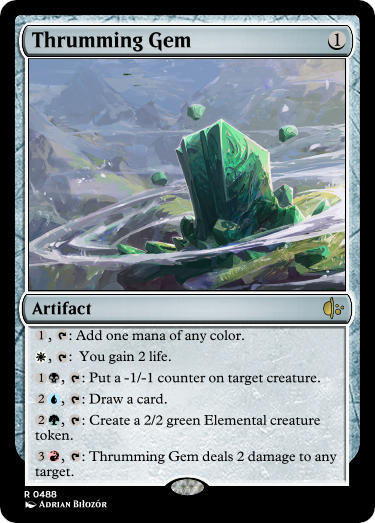 Thrumming Gem 1
Artifact
1, : Add one mana of any color.
, : You gain 2 life.
1, : Put a -1/-1 counter on target creature.
2, : Draw a card.
2, : Create a 2/2 green Elemental creature
token.
3, : Thrumming Gem deals 2 damage to any
target.
R 0488
Adrian Biłozór